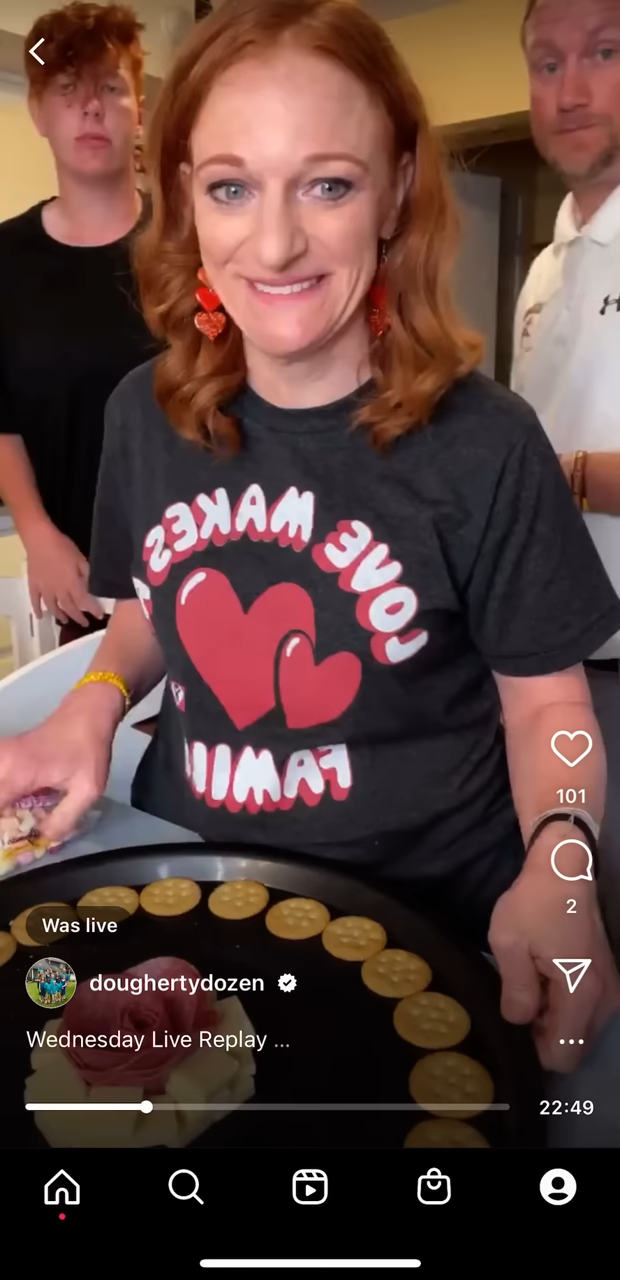 LOVE MAKES A
FAMILY
101
2
Was live
doughertydozen
Wednesday Live Replay ...
22:49